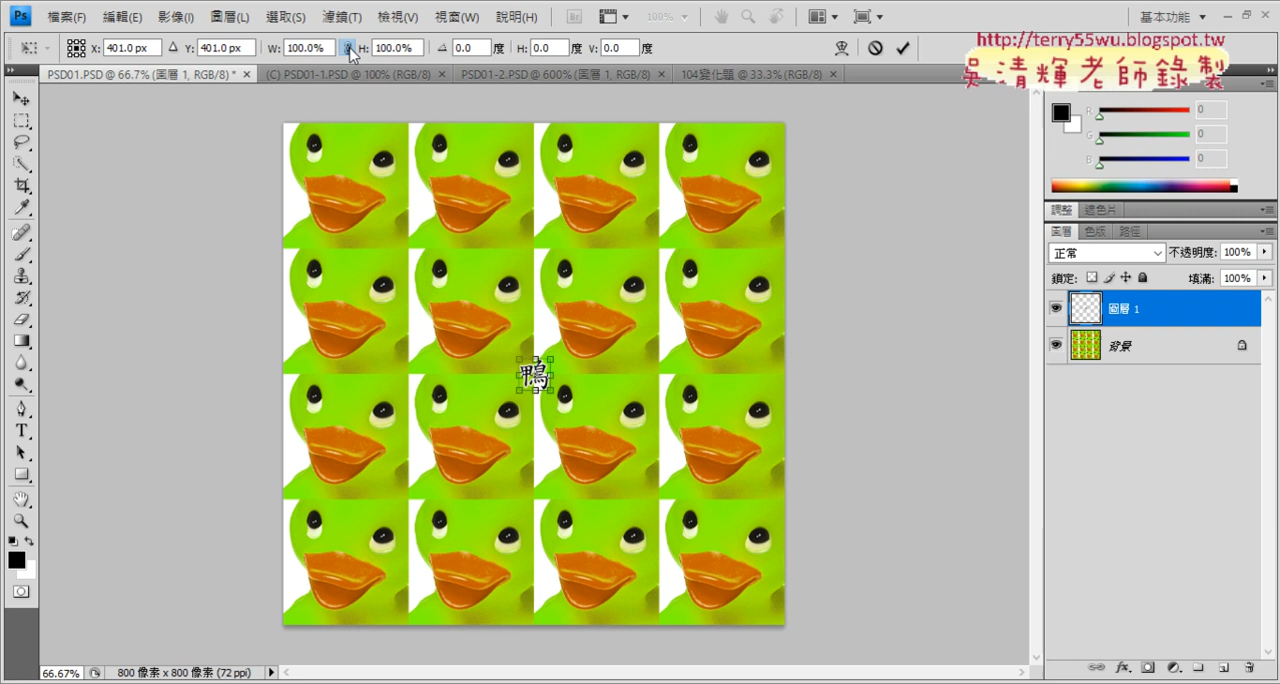 Ps 檔案(F) 編輯(E) 影像(I) 圖層(L) 選取(S) 濾鏡(T) 檢視(V) 視窗(W) 說明(H) Br 100% 基本功能
X: 401.0 px Y: 401.0 px W: 100.0% H: 100.0% 0.0 度 H: 0.0 度 V: 0.0 度
http://terry55wu.blogspot.tw
吳清輝老師錄製
PSD01.PSD @ 66.7% (圖層 1, RGB/8) * (C) PSD01-1.PSD @ 100% (RGB/8) PSD01-2.PSD @ 600% (圖層 1, RGB/8) 104變化題 @ 33.3% (RGB/8)
R 0
G 0
B 0
調整 遮色片
圖層 色版 路徑
正常 不透明度: 100%
鎖定: 填滿: 100%
圖層 1
背景
鴨
T
66.67% 800 像素 x 800 像素 (72 ppi)
fx